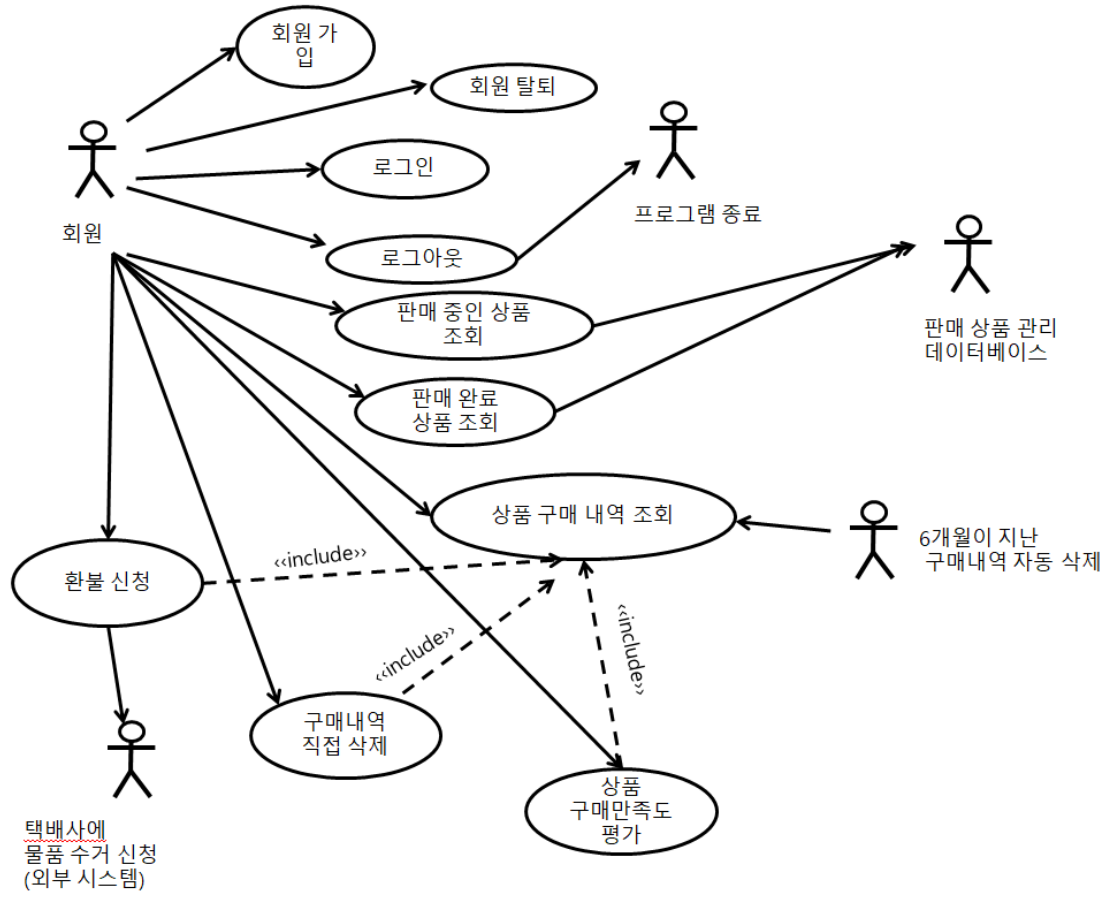 회원 가
입
회원 탈퇴
로그인
프로그램 종료
회원
로그아웃
판매 중인 상품
조회
판매 상품 관리
데이터베이스
판매 완료
상품 조회
상품 구매 내역 조회
6개월이 지난
구매내역 자동 삭제
‹‹include››
환불 신청
‹‹include››
‹‹include››
구매내역
직접 삭제
상품
구매만족도
평가
택배사에
물품 수거 신청
(외부 시스템)